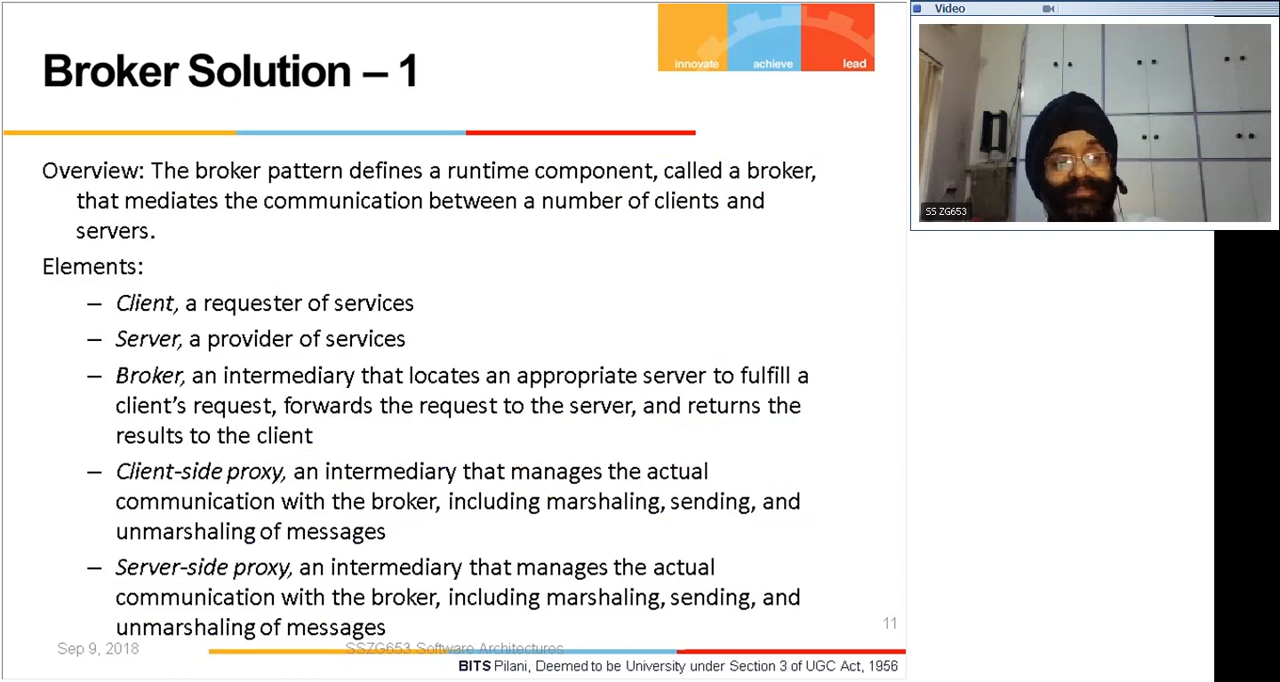 Broker Solution – 1
innovate achieve lead
Overview: The broker pattern defines a runtime component, called a broker,
that mediates the communication between a number of clients and
servers.
Elements:
– Client, a requester of services
– Server, a provider of services
– Broker, an intermediary that locates an appropriate server to fulfill a
client’s request, forwards the request to the server, and returns the
results to the client
– Client-side proxy, an intermediary that manages the actual
communication with the broker, including marshaling, sending, and
unmarshaling of messages
– Server-side proxy, an intermediary that manages the actual
communication with the broker, including marshaling, sending, and
unmarshaling of messages
11
Sep 9, 2018 SSZG653 Software Architectures
BITS Pilani, Deemed to be University under Section 3 of UGC Act, 1956
Video
SS ZG653